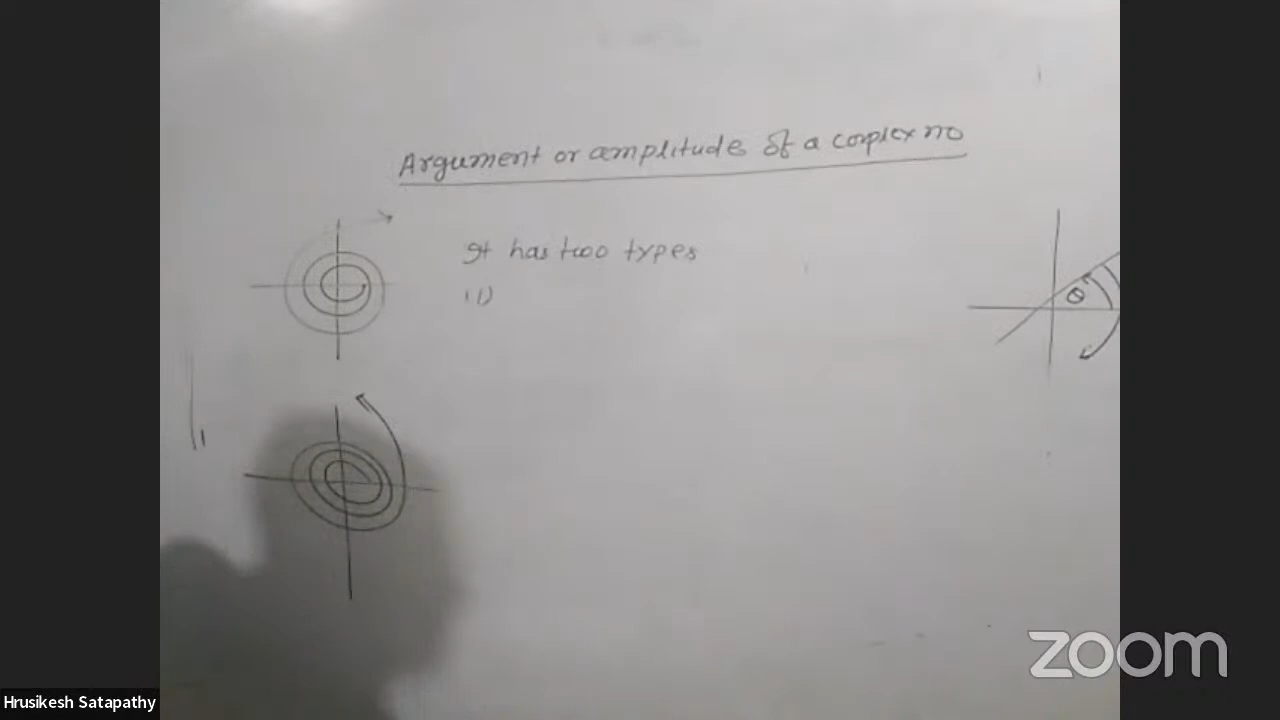 Argument or amplitude of a complex no
It has two types
(1)
θ
zoom
Hrusikesh Satapathy